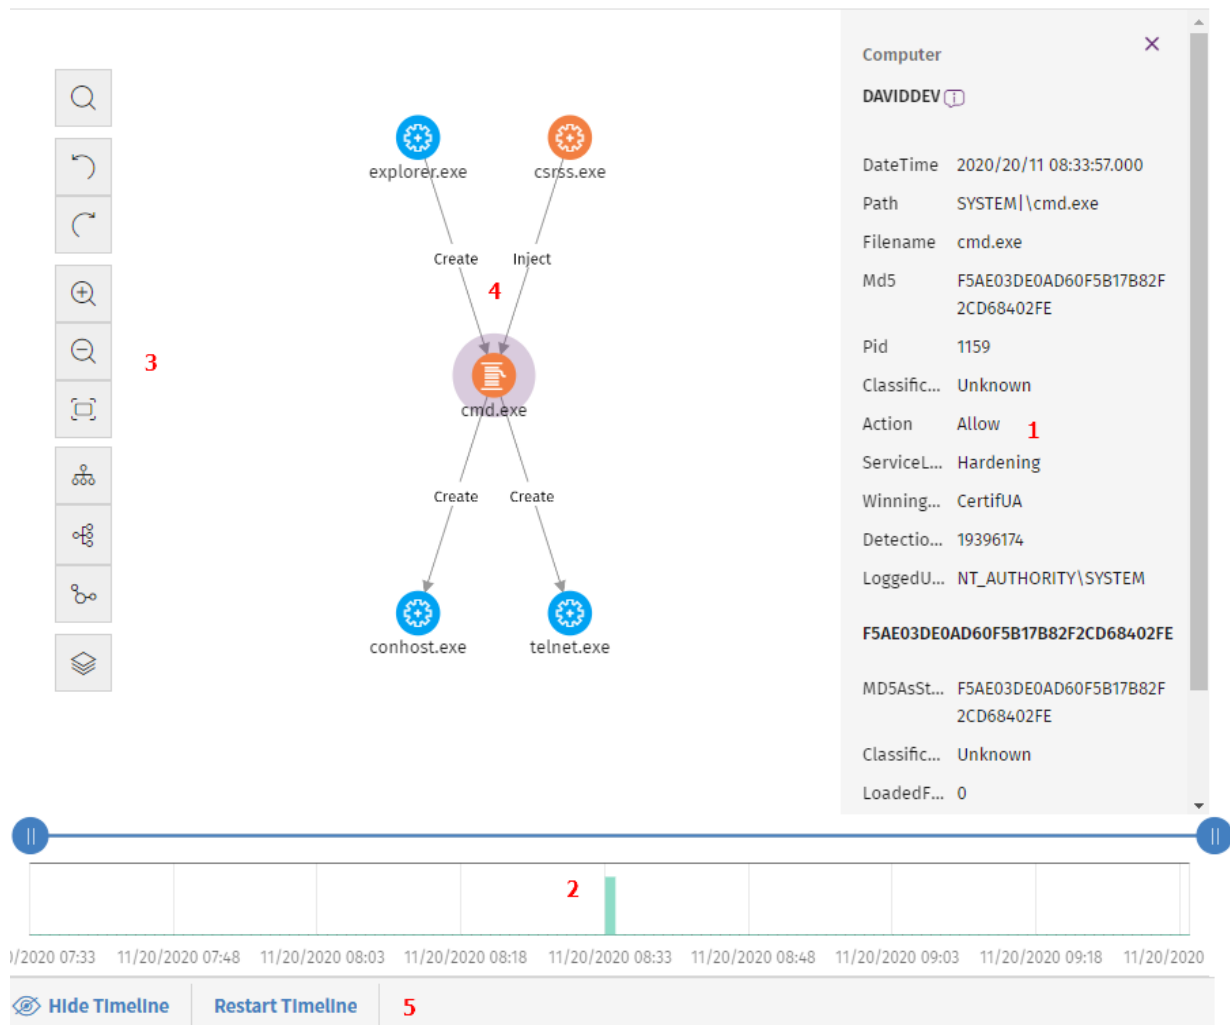 Computer
DAVIDDEV
DateTime 2020/20/11 08:33:57.000
Path SYSTEM|\cmd.exe
Filename cmd.exe
Md5 F5AE03DE0AD60F5B17B82F
2CD68402FE
Pid 1159
Classific... Unknown
Action Allow
1
ServiceL... Hardening
Winning... CertifUA
Detectio... 19396174
LoggedU... NT_AUTHORITY\SYSTEM
F5AE03DE0AD60F5B17B82F2CD68402FE
MD5AsSt... F5AE03DE0AD60F5B17B82F
2CD68402FE
Classific... Unknown
LoadedF... 0
explorer.exe csrss.exe
Create Inject
4
3
cmd.exe
Create Create
conhost.exe telnet.exe
2
/2020 07:33 11/20/2020 07:48 11/20/2020 08:03 11/20/2020 08:18 11/20/2020 08:33 11/20/2020 08:48 11/20/2020 09:03 11/20/2020 09:18 11/20/2020
Hide Timeline Restart Timeline 5